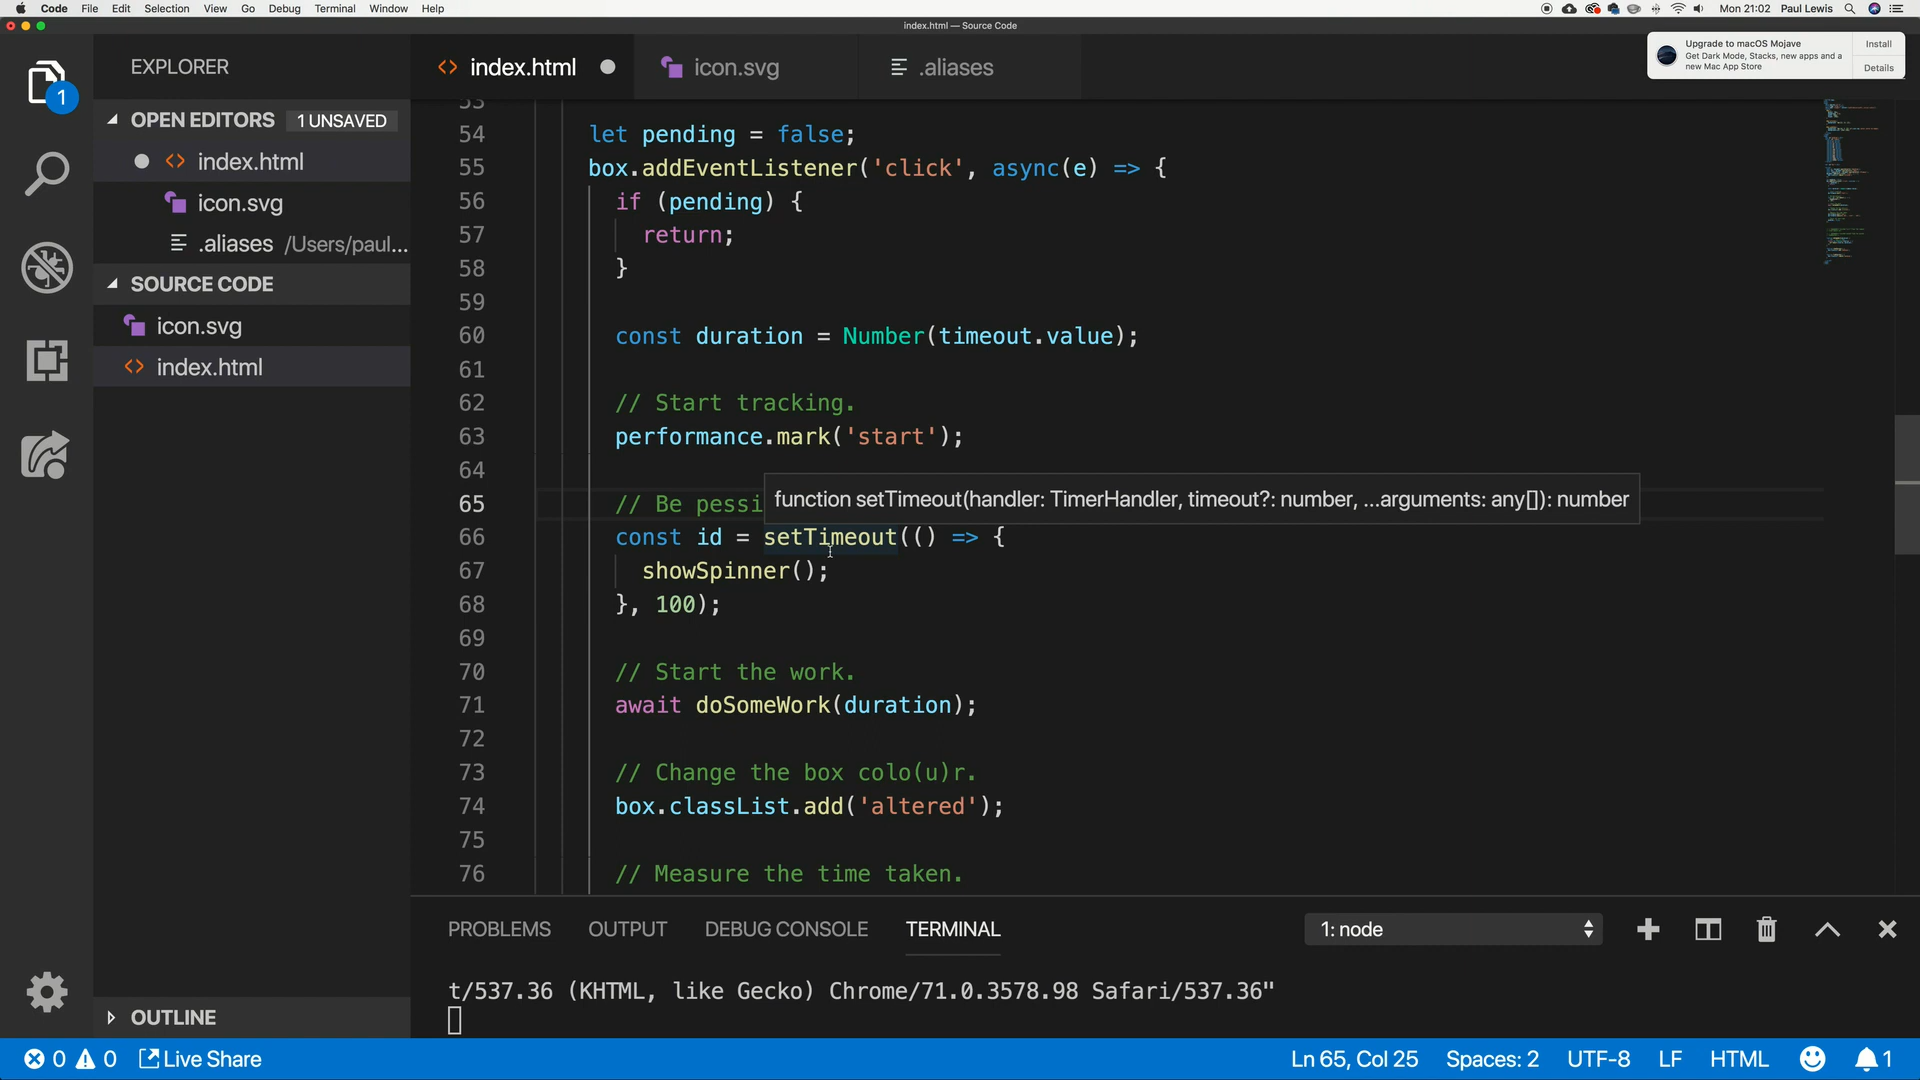 Code File Edit Selection View Go Debug Terminal Window Help
Mon 21:02 Paul Lewis
index.html — Source Code
Upgrade to macOS Mojave
Get Dark Mode, Stacks, new apps and a
new Mac App Store
Install
Details
EXPLORER
1
OPEN EDITORS 1 UNSAVED
index.html
icon.svg
.aliases /Users/paul...
SOURCE CODE
icon.svg
index.html
OUTLINE
index.html
icon.svg
.aliases
53
54 let pending = false;
55 box.addEventListener('click', async(e) => {
56 if (pending) {
57 return;
58 }
59
60 const duration = Number(timeout.value);
61
62 // Start tracking.
63 performance.mark('start');
64
65 // Be pessi
function setTimeout(handler: TimerHandler, timeout?: number, ...arguments: any[]): number
66 const id = setTimeout(() => {
67 showSpinner();
68 }, 100);
69
70 // Start the work.
71 await doSomeWork(duration);
72
73 // Change the box colo(u)r.
74 box.classList.add('altered');
75
76 // Measure the time taken.
PROBLEMS OUTPUT DEBUG CONSOLE TERMINAL
1: node
t/537.36 (KHTML, like Gecko) Chrome/71.0.3578.98 Safari/537.36"
0 0 Live Share
Ln 65, Col 25 Spaces: 2 UTF-8 LF HTML 1